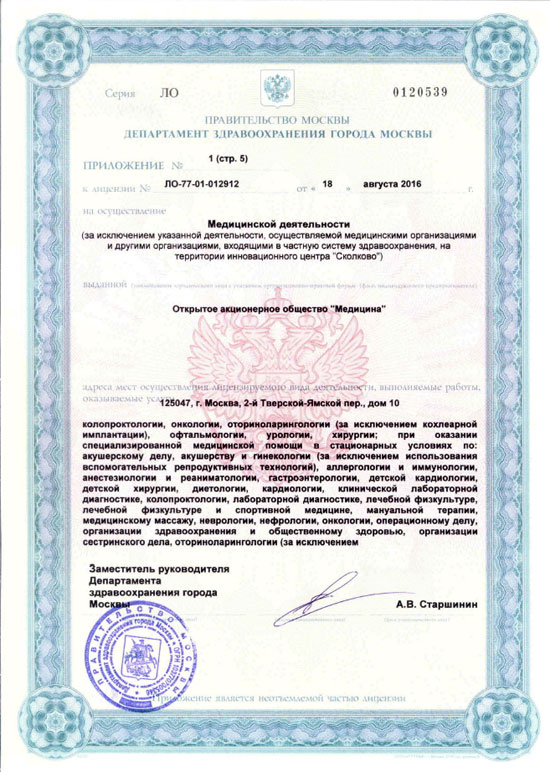 Серия ЛО 0120539
ПРАВИТЕЛЬСТВО МОСКВЫ
ДЕПАРТАМЕНТ ЗДРАВООХРАНЕНИЯ ГОРОДА МОСКВЫ
ПРИЛОЖЕНИЕ № 1 (стр. 5)
к лицензии № ЛО-77-01-012912 от « 18 » августа 2016 г.
на осуществление
Медицинской деятельности
(за исключением указанной деятельности, осуществляемой медицинскими организациями
и другими организациями, входящими в частную систему здравоохранения, на
территории инновационного центра "Сколково")
выданной
Открытое акционерное общество "Медицина"
адреса мест осуществления лицензируемого вида деятельности, выполняемые работы,
оказываемые услуги
125047, г. Москва, 2-й Тверской-Ямской пер., дом 10
колопроктологии, онкологии, оториноларингологии (за исключением кохлеарной
имплантации), офтальмологии, урологии, хирургии; при оказании
специализированной медицинской помощи в стационарных условиях по:
акушерскому делу, акушерству и гинекологии (за исключением использования
вспомогательных репродуктивных технологий), аллергологии и иммунологии,
анестезиологии и реаниматологии, гастроэнтерологии, детской кардиологии,
детской хирургии, диетологии, кардиологии, клинической лабораторной
диагностике, колопроктологии, лабораторной диагностике, лечебной физкультуре,
лечебной физкультуре и спортивной медицине, мануальной терапии,
медицинскому массажу, неврологии, нефрологии, онкологии, операционному делу,
организации здравоохранения и общественному здоровью, организации
сестринского дела, оториноларингологии (за исключением
Заместитель руководителя
Департамента
здравоохранения города
Москвы А.В. Старшинин
ПРАВИТЕЛЬСТВО МОСКВЫ
Департамент здравоохранения города Москвы
Приложение является неотъемлемой частью лицензии